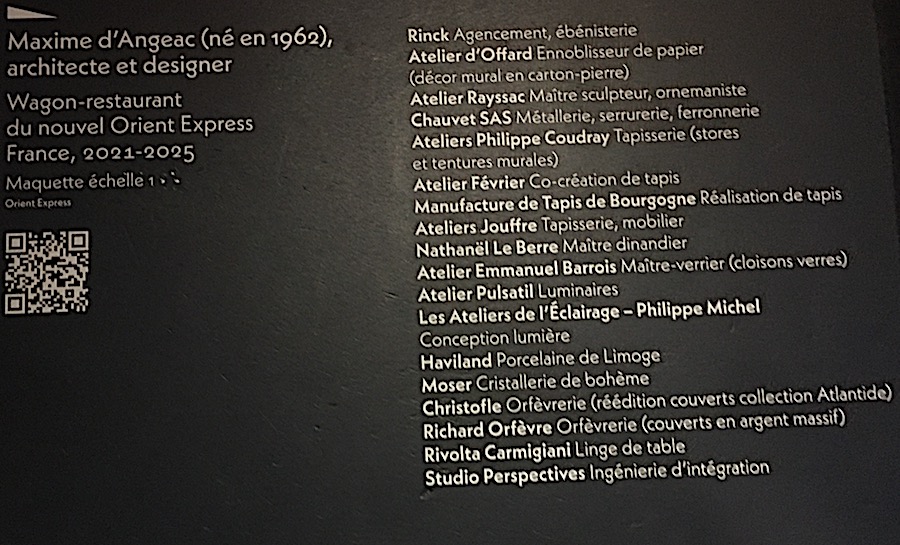 Maxime d'Angeac (né en 1962),
architecte et designer
Wagon-restaurant
du nouvel Orient Express
France, 2021-2025
Maquette échelle 1
Orient Express
Rinck Agencement, ébénisterie
Atelier d'Offard Ennoblisseur de papier
(décor mural en carton-pierre)
Atelier Rayssac Maître sculpteur, ornemaniste
Chauvet SAS Métallerie, serrurerie, ferronnerie
Ateliers Philippe Coudray Tapisserie (stores
et tentures murales)
Atelier Février Co-création de tapis
Manufacture de Tapis de Bourgogne Réalisation de tapis
Ateliers Jouffre Tapisserie, mobilier
Nathanël Le Berre Maître dinandier
Atelier Emmanuel Barrois Maître-verrier (cloisons verres)
Atelier Pulsatil Luminaires
Les Ateliers de l'Éclairage – Philippe Michel
Conception lumière
Haviland Porcelaine de Limoge
Moser Cristallerie de bohème
Christofle Orfèvrerie (réédition couverts collection Atlantide)
Richard Orfèvre Orfèvrerie (couverts en argent massif)
Rivolta Carmigiani Linge de table
Studio Perspectives Ingénierie d'intégration